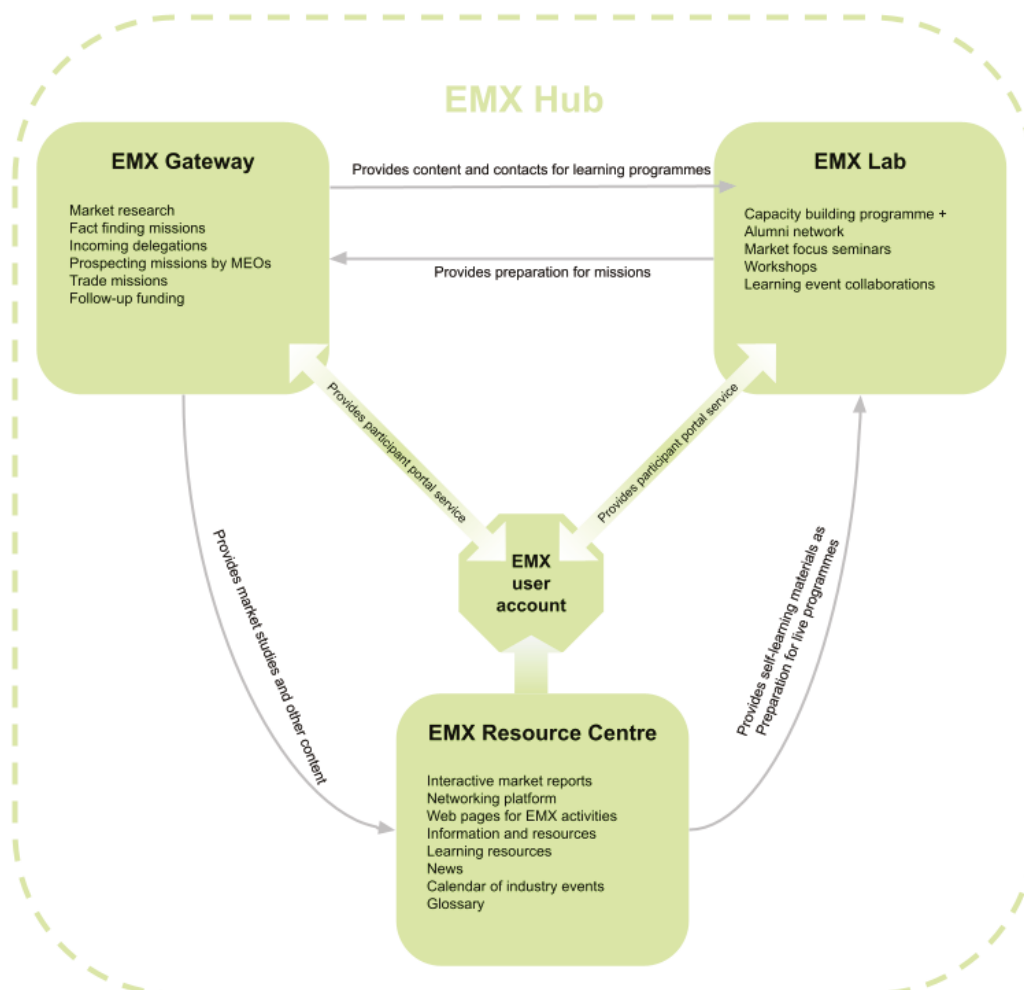 EMX Hub
EMX Gateway
Market research
Fact finding missions
Incoming delegations
Prospecting missions by MEOs
Trade missions
Follow-up funding
Provides content and contacts for learning programmes
Provides preparation for missions
EMX Lab
Capacity building programme +
Alumni network
Market focus seminars
Workshops
Learning event collaborations
Provides participant portal service
Provides participant portal service
EMX
user
account
Provides market studies and other content
Provides self-learning materials as
Preparation for live programmes
EMX Resource Centre
Interactive market reports
Networking platform
Web pages for EMX activities
Information and resources
Learning resources
News
Calendar of industry events
Glossary